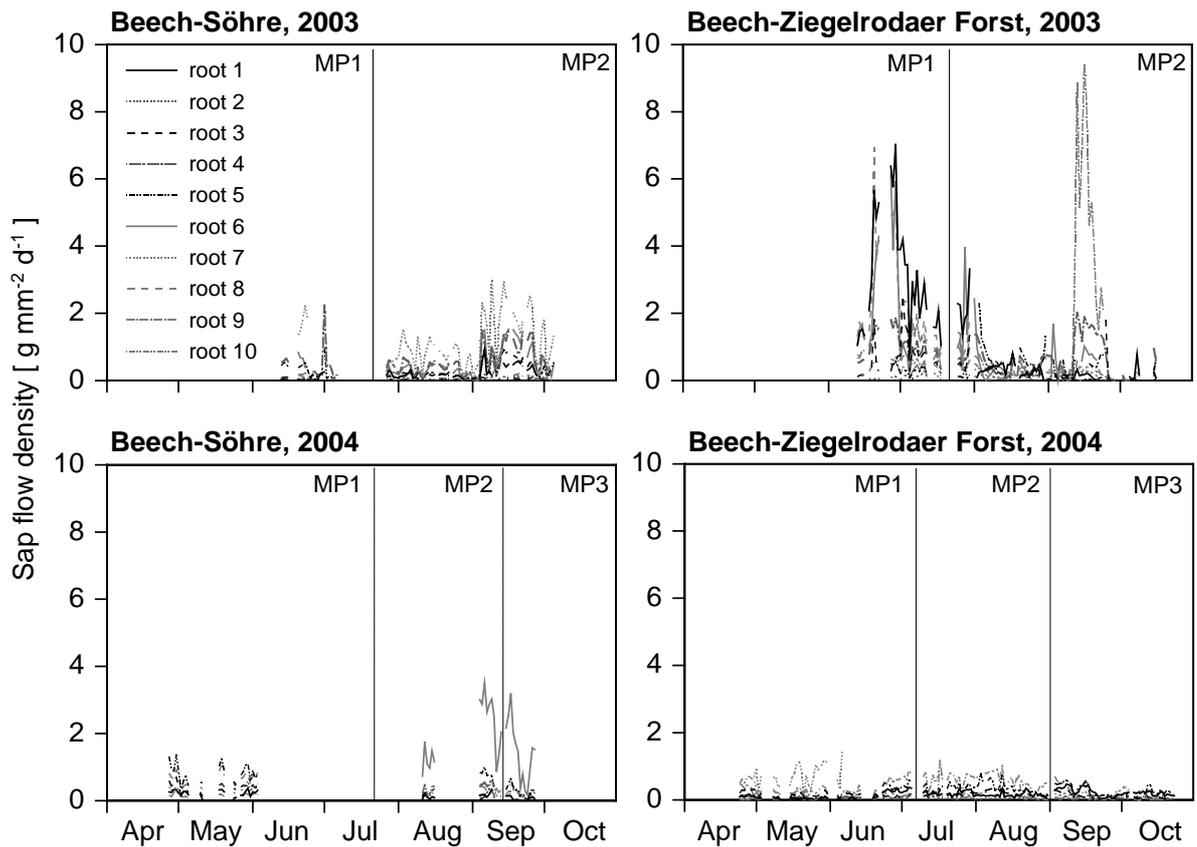 Beech-Söhre, 2003
Beech-Ziegelrodaer Forst, 2003
Sap flow density [ g mm⁻² d⁻¹ ]
10
8
6
4
2
0
MP1
MP2
root 1
root 2
root 3
root 4
root 5
root 6
root 7
root 8
root 9
root 10
10
8
6
4
2
0
MP1
MP2
Beech-Söhre, 2004
Beech-Ziegelrodaer Forst, 2004
10
8
6
4
2
0
MP1
MP2
MP3
Apr May Jun Jul Aug Sep Oct
10
8
6
4
2
0
MP1
MP2
MP3
Apr May Jun Jul Aug Sep Oct